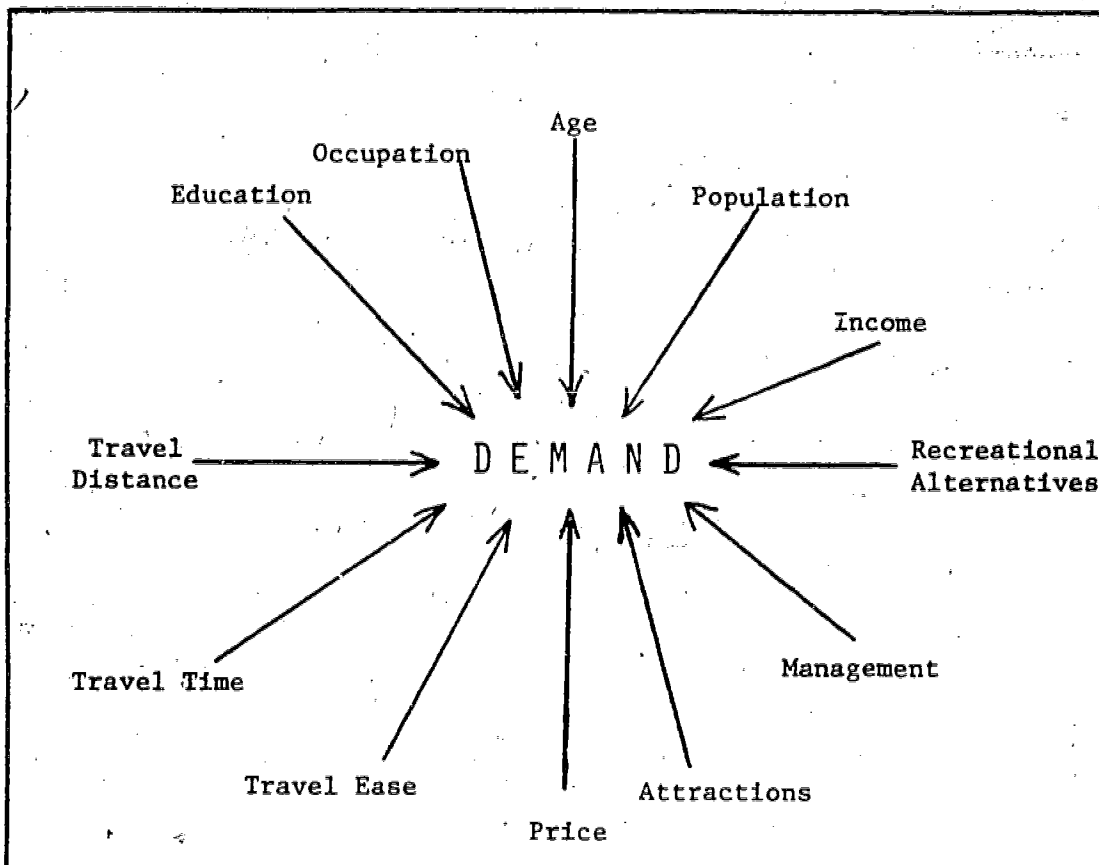 Age
Occupation
Education
Population
Income
Travel
Distance
DEMAND
Recreational
Alternatives
Travel Time
Management
Travel Ease
Attractions
Price